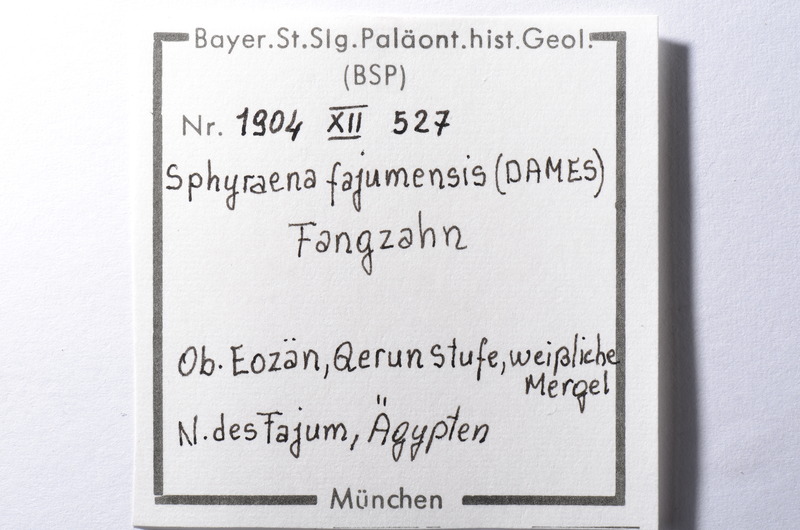 Bayer.St.Slg.Paläont.hist.Geol.
(BSP)
Nr. 1904 XII 527
Sphyraena fajumensis (DAMES)
Fangzahn
Ob. Eozän, Qerun Stufe, weißliche
Mergel
N. des Fajum, Ägypten
München